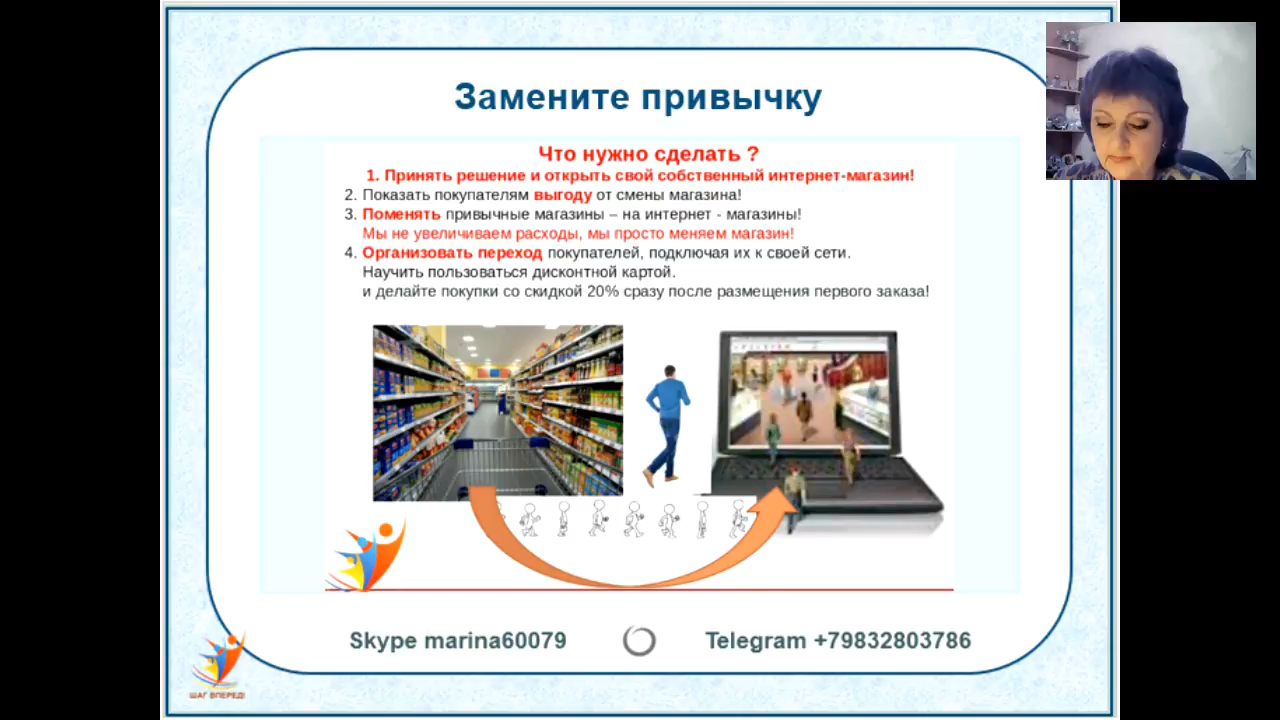 Замените привычку
Что нужно сделать ?
1. Принять решение и открыть свой собственный интернет-магазин!
2. Показать покупателям выгоду от смены магазина!
3. Поменять привычные магазины – на интернет - магазины!
Мы не увеличиваем расходы, мы просто меняем магазин!
4. Организовать переход покупателей, подключая их к своей сети.
Научить пользоваться дисконтной картой.
и делайте покупки со скидкой 20% сразу после размещения первого заказа!
Skype marina60079
Telegram +79832803786
ШАГ ВПЕРЕД!